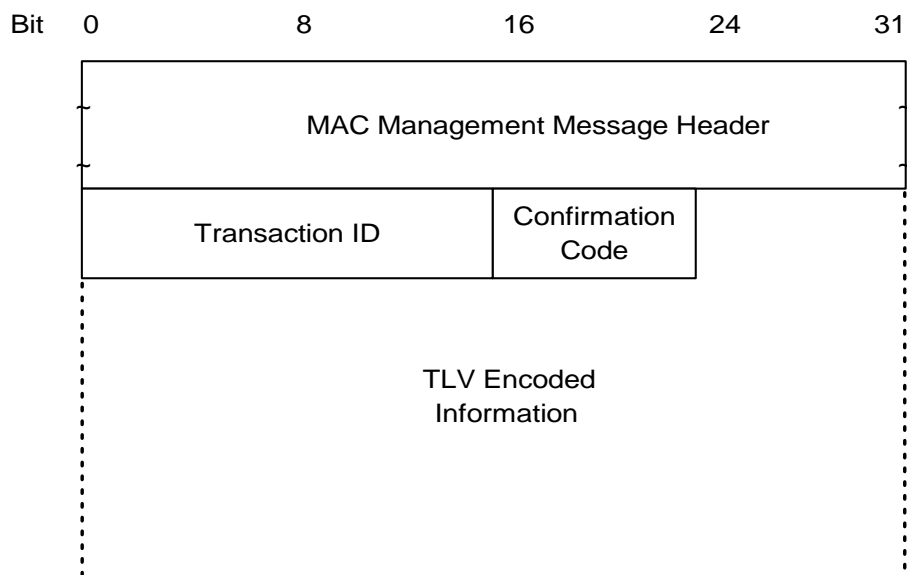 Bit 0 8 16 24 31
MAC Management Message Header
Transaction ID
Confirmation
Code
TLV Encoded
Information